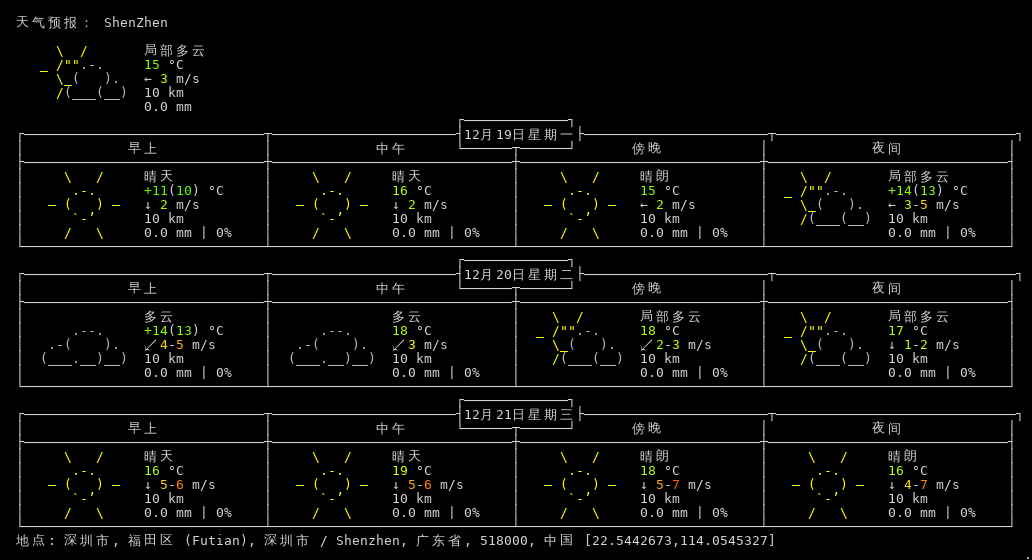 天气预报： ShenZhen
局部多云
15 °C
← 3 m/s
10 km
0.0 mm
12月19日星期一
早上 中午 傍晚 夜间
晴天 晴天 晴朗 局部多云
+11(10) °C 16 °C 15 °C +14(13) °C
↓ 2 m/s ↓ 2 m/s ← 2 m/s ← 3-5 m/s
10 km 10 km 10 km 10 km
0.0 mm | 0% 0.0 mm | 0% 0.0 mm | 0% 0.0 mm | 0%
12月20日星期二
早上 中午 傍晚 夜间
多云 多云 局部多云 局部多云
+14(13) °C 18 °C 18 °C 17 °C
↙ 4-5 m/s ↙ 3 m/s ↙ 2-3 m/s ↓ 1-2 m/s
10 km 10 km 10 km 10 km
0.0 mm | 0% 0.0 mm | 0% 0.0 mm | 0% 0.0 mm | 0%
12月21日星期三
早上 中午 傍晚 夜间
晴天 晴天 晴朗 晴朗
16 °C 19 °C 18 °C 16 °C
↓ 5-6 m/s ↓ 5-6 m/s ↓ 5-7 m/s ↓ 4-7 m/s
10 km 10 km 10 km 10 km
0.0 mm | 0% 0.0 mm | 0% 0.0 mm | 0% 0.0 mm | 0%
地点: 深圳市, 福田区 (Futian), 深圳市 / Shenzhen, 广东省, 518000, 中国 [22.5442673,114.0545327]